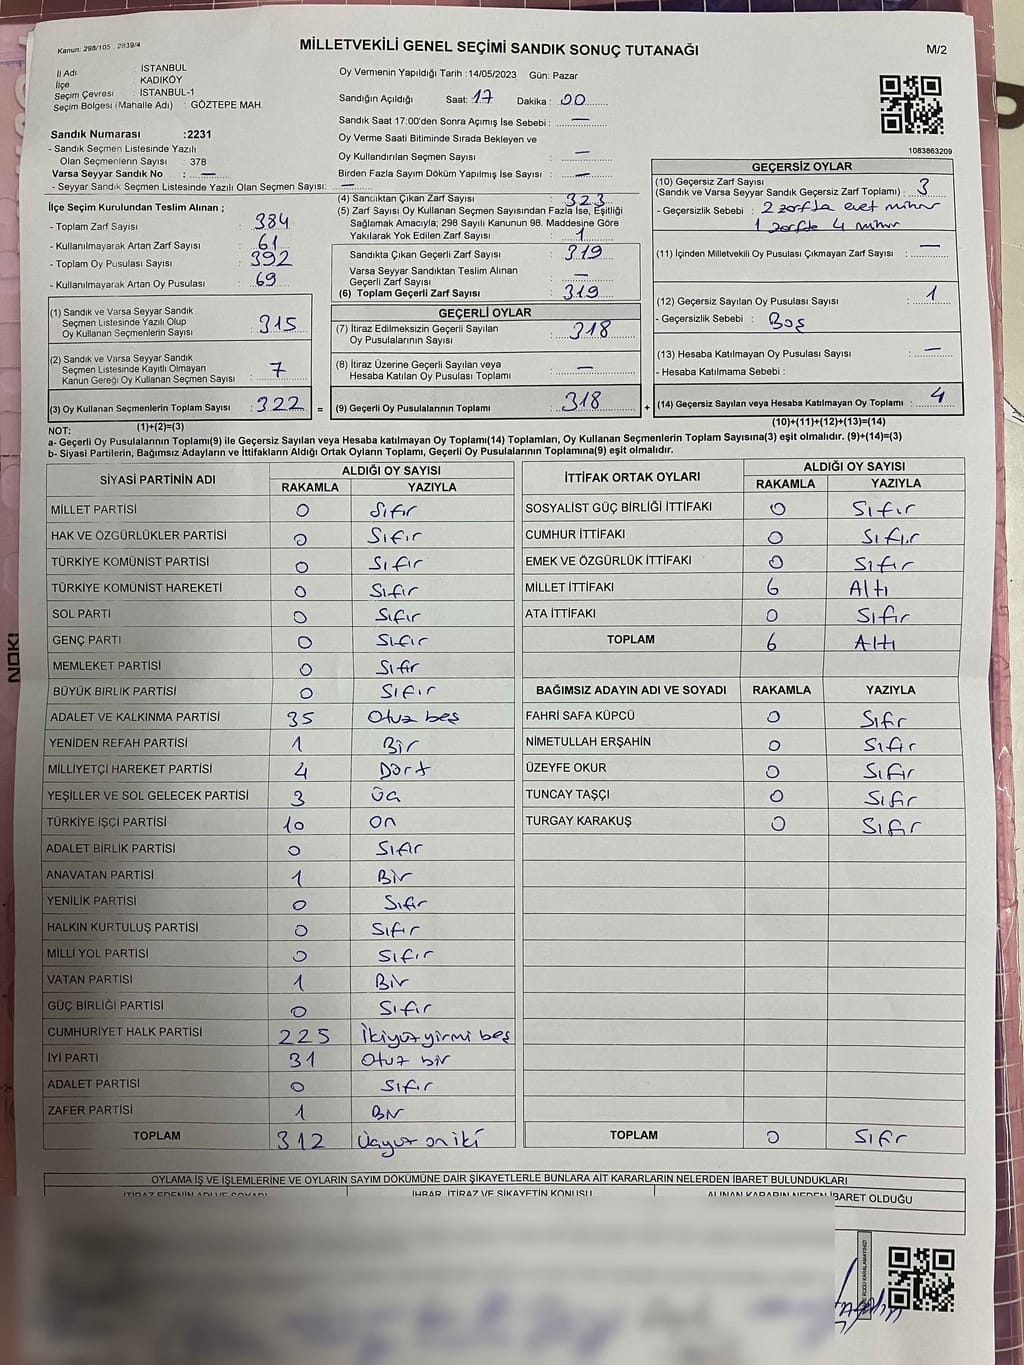 Kanun: 298/105 , 2839/4
MİLLETVEKİLİ GENEL SEÇİMİ SANDIK SONUÇ TUTANAĞI
M/2
İl Adı : İSTANBUL
İlçe : KADIKÖY
Seçim Çevresi : İSTANBUL-1
Seçim Bölgesi (Mahalle Adı) : GÖZTEPE MAH.
Sandık Numarası :2231
- Sandık Seçmen Listesinde Yazılı
Olan Seçmenlerin Sayısı : 378
Varsa Seyyar Sandık No : —
- Seyyar Sandık Seçmen Listesinde Yazılı Olan Seçmen Sayısı: —
Oy Vermenin Yapıldığı Tarih :14/05/2023 Gün: Pazar
Sandığın Açıldığı Saat: 17 Dakika : 00
Sandık Saat 17:00'den Sonra Açımış İse Sebebi : —
Oy Verme Saati Bitiminde Sırada Bekleyen ve
Oy Kullandırılan Seçmen Sayısı : —
Birden Fazla Sayım Döküm Yapılmış İse Sayısı : —
1083863209
İlçe Seçim Kurulundan Teslim Alınan ;
- Toplam Zarf Sayısı : 384
- Kullanılmayarak Artan Zarf Sayısı : 61
- Toplam Oy Pusulası Sayısı : 392
- Kullanılmayarak Artan Oy Pusulası : 69
(1) Sandık ve Varsa Seyyar Sandık
Seçmen Listesinde Yazılı Olup
Oy Kullanan Seçmenlerin Sayısı : 315
(2) Sandık ve Varsa Seyyar Sandık
Seçmen Listesinde Kayıtlı Olmayan
Kanun Gereği Oy Kullanan Seçmen Sayısı : 7
(3) Oy Kullanan Seçmenlerin Toplam Sayısı : 322 =
(1)+(2)=(3)
(4) Sandıktan Çıkan Zarf Sayısı : 323
(5) Zarf Sayısı Oy Kullanan Seçmen Sayısından Fazla İse, Eşitliği
Sağlamak Amacıyla; 298 Sayılı Kanunun 98. Maddesine Göre
Yakılarak Yok Edilen Zarf Sayısı : 1
Sandıkta Çıkan Geçerli Zarf Sayısı : 319
Varsa Seyyar Sandıktan Teslim Alınan
Geçerli Zarf Sayısı : —
(6) Toplam Geçerli Zarf Sayısı : 319
GEÇERLİ OYLAR
(7) İtiraz Edilmeksizin Geçerli Sayılan
Oy Pusulalarının Sayısı : 318
(8) İtiraz Üzerine Geçerli Sayılan veya
Hesaba Katılan Oy Pusulası Toplamı : —
(9) Geçerli Oy Pusulalarının Toplamı : 318 +
GEÇERSİZ OYLAR
(10) Geçersiz Zarf Sayısı
(Sandık ve Varsa Seyyar Sandık Geçersiz Zarf Toplamı) : 3
- Geçersizlik Sebebi : 2 zarfta evet mühür
1 zarfta 4 mühür
(11) İçinden Milletvekili Oy Pusulası Çıkmayan Zarf Sayısı : —
(12) Geçersiz Sayılan Oy Pusulası Sayısı : 1
- Geçersizlik Sebebi : Boş
(13) Hesaba Katılmayan Oy Pusulası Sayısı : —
- Hesaba Katılmama Sebebi :
(14) Geçersiz Sayılan veya Hesaba Katılmayan Oy Toplamı : 4
(10)+(11)+(12)+(13)=(14)
NOT:
a- Geçerli Oy Pusulalarının Toplamı(9) ile Geçersiz Sayılan veya Hesaba katılmayan Oy Toplamı(14) Toplamları, Oy Kullanan Seçmenlerin Toplam Sayısına(3) eşit olmalıdır. (9)+(14)=(3)
b- Siyasi Partilerin, Bağımsız Adayların ve İttifakların Aldığı Ortak Oyların Toplamı, Geçerli Oy Pusulalarının Toplamına(9) eşit olmalıdır.
SİYASİ PARTİNİN ADI ALDIĞI OY SAYISI
RAKAMLA YAZIYLA
MİLLET PARTİSİ 0 Sıfır
HAK VE ÖZGÜRLÜKLER PARTİSİ 0 Sıfır
TÜRKİYE KOMÜNİST PARTİSİ 0 Sıfır
TÜRKİYE KOMÜNİST HAREKETİ 0 Sıfır
SOL PARTİ 0 Sıfır
GENÇ PARTİ 0 Sıfır
MEMLEKET PARTİSİ 0 Sıfır
BÜYÜK BİRLİK PARTİSİ 0 Sıfır
ADALET VE KALKINMA PARTİSİ 35 Otuz beş
YENİDEN REFAH PARTİSİ 1 Bir
MİLLİYETÇİ HAREKET PARTİSİ 4 Dört
YEŞİLLER VE SOL GELECEK PARTİSİ 3 Üç
TÜRKİYE İŞÇİ PARTİSİ 10 On
ADALET BİRLİK PARTİSİ 0 Sıfır
ANAVATAN PARTİSİ 1 Bir
YENİLİK PARTİSİ 0 Sıfır
HALKIN KURTULUŞ PARTİSİ 0 Sıfır
MİLLİ YOL PARTİSİ 0 Sıfır
VATAN PARTİSİ 1 Bir
GÜÇ BİRLİĞİ PARTİSİ 0 Sıfır
CUMHURİYET HALK PARTİSİ 225 İkiyüz yirmi beş
İYİ PARTİ 31 Otuz bir
ADALET PARTİSİ 0 Sıfır
ZAFER PARTİSİ 1 Bir
TOPLAM 312 Üçyüz on iki
İTTİFAK ORTAK OYLARI ALDIĞI OY SAYISI
RAKAMLA YAZIYLA
SOSYALİST GÜÇ BİRLİĞİ İTTİFAKI 0 Sıfır
CUMHUR İTTİFAKI 0 Sıfır
EMEK VE ÖZGÜRLÜK İTTİFAKI 0 Sıfır
MİLLET İTTİFAKI 6 Altı
ATA İTTİFAKI 0 Sıfır
TOPLAM 6 Altı
BAĞIMSIZ ADAYIN ADI VE SOYADI RAKAMLA YAZIYLA
FAHRİ SAFA KÜPCÜ 0 Sıfır
NİMETULLAH ERŞAHİN 0 Sıfır
ÜZEYFE OKUR 0 Sıfır
TUNCAY TAŞÇI 0 Sıfır
TURGAY KARAKUŞ 0 Sıfır
TOPLAM 0 Sıfır
OYLAMA İŞ VE İŞLEMLERİNE VE OYLARIN SAYIM DÖKÜMÜNE DAİR ŞİKAYETLERLE BUNLARA AİT KARARLARIN NELERDEN İBARET BULUNDUKLARI
İTİRAZ EDENİN ADI VE SOYADI İHBAR, İTİRAZ VE ŞİKAYETİN KONUSU ALINAN KARARIN NEDEN İBARET OLDUĞU
NOKI